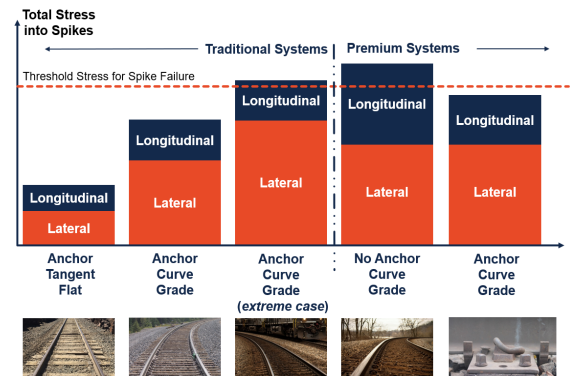 Total Stress
into Spikes
Traditional Systems
Premium Systems
Threshold Stress for Spike Failure
Longitudinal
Lateral
Longitudinal
Lateral
Longitudinal
Lateral
Longitudinal
Lateral
Longitudinal
Lateral
Anchor
Tangent
Flat
Anchor
Curve
Grade
Anchor
Curve
Grade
(extreme case)
No Anchor
Curve
Grade
Anchor
Curve
Grade